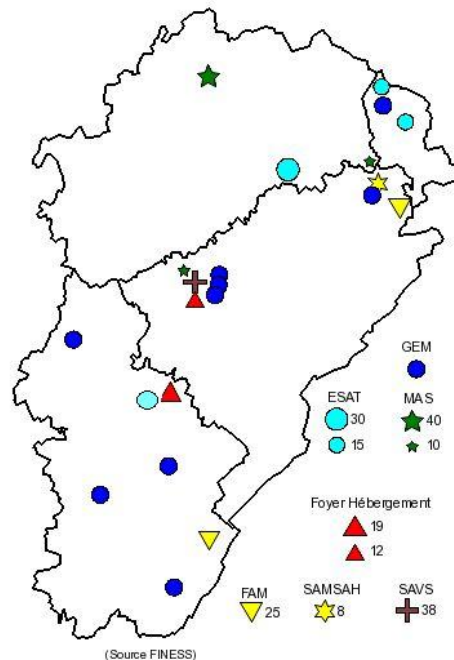 GEM
ESAT MAS
30 40
15 10
Foyer Hébergement
19
12
FAM SAMSAH SAVS
25 8 38
(Source FINESS)